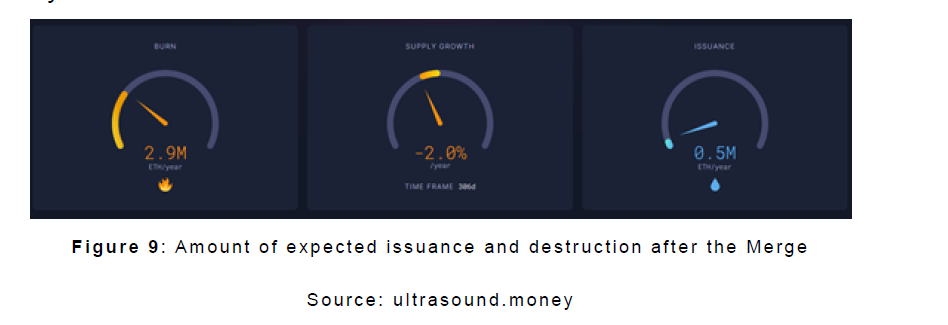 BURN
SUPPLY GROWTH
ISSUANCE
2.9M
ETH/year
-2.0%
/year
TIME FRAME 306d
0.5M
ETH/year
Figure 9: Amount of expected issuance and destruction after the Merge
Source: ultrasound.money